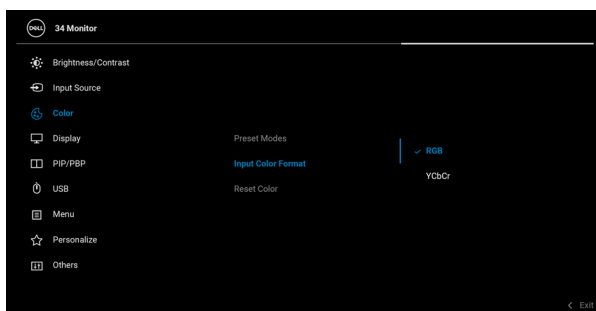 DELL
34 Monitor
Brightness/Contrast
Input Source
Color
Display
PIP/PBP
USB
Menu
Personalize
Others
Preset Modes
Input Color Format
Reset Color
RGB
YCbCr
Exit